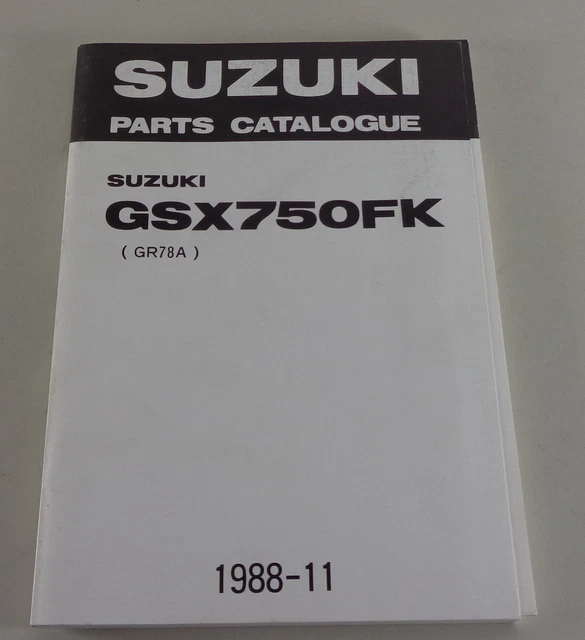 SUZUKI
PARTS CATALOGUE
SUZUKI
GSX750FK
( GR78A )
1988-11